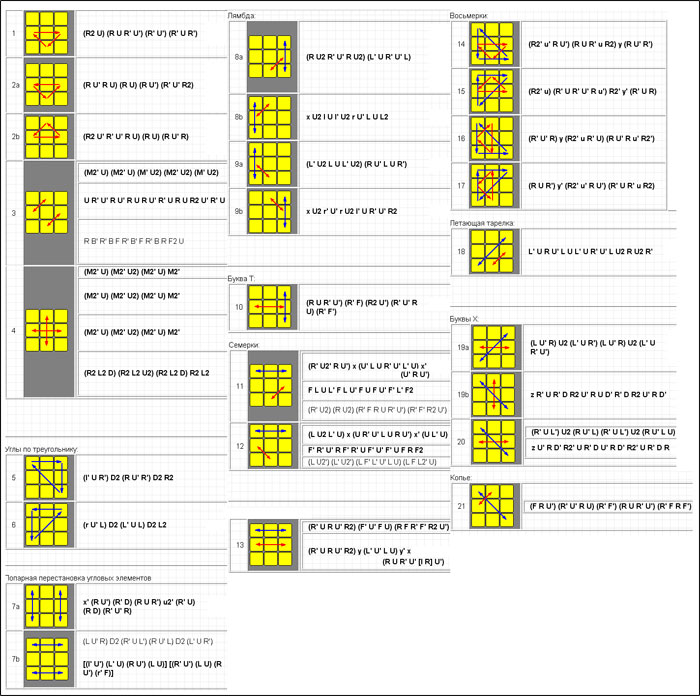 1
(R2 U) (R U R' U') (R' U') (R' U R')
2a
(R U' R U) (R U) (R U') (R' U' R2)
2b
(R2 U R' U' R U) (R U) (R U' R)
3
(M2' U) (M2' U) (M' U2) (M2' U2) (M' U2)
U R' U' R U' R U R U' R' U R U R2 U' R' U
R B' R' B F R' B' F R' B R F2 U
4
(M2' U) (M2' U2) (M2' U) M2'
(M2' U) (M2' U2) (M2' U) M2'
(M2' U) (M2' U2) (M2' U) M2'
(R2 L2 D) (R2 L2 U2) (R2 L2 D) R2 L2
Углы по треугольнику:
5
(l' U R') D2 (R U' R') D2 R2
6
(r U' L) D2 (L' U L) D2 L2
Попарная перестановка угловых элементов
7a
x' (R U') (R' D) (R U R') u2' (R' U)
(R D) (R' U' R)
7b
(L U' R) D2 (R' U L') (R U' L) D2 (L' U R')
[(l' U') (L' U) (R U') (L U)] [(R' U') (L U) (R
U') (r' F)]
Лямбда:
8a
(R U2 R' U' R U2) (L' U R' U' L)
8b
x U2 l U l' U2 r U' L U L2
9a
(L' U2 L U L' U2) (R U' L U R')
9b
x U2 r' U' r U2 l' U R' U' R2
Буква Т:
10
(R U R' U') (R' F) (R2 U') (R' U' R
U) (R' F')
Семерки:
11
(R' U2' R U') x (U' L U R' U' L' U) x'
(U' R U')
F L U L' F L U' F U F U' F' L' F2
(R' U2) (R U2) (R' F R U R' U') (R' F' R2 U')
12
(L U2 L' U) x (U R' U' L U R U') x' (U L' U)
F' R' U' R F' R' U F' U' F' U F R F2
(L U2') (L' U2') (L F' L' U' L U) (L F L2' U)
13
(R' U R U' R2) (F' U' F U) (R F R' F' R2 U')
(R' U R U' R2) y (L' U' L U) y' x
(R U R' U' [l R] U')
Восьмерки:
14
(R2' u' R U') (R U R' u R2) y (R U' R')
15
(R2' u) (R' U R' U' R u') R2' y' (R' U R)
16
(R' U' R) y (R2' u R' U) (R U' R u' R2')
17
(R U R') y' (R2' u' R U') (R' U R' u R2)
Петающая тарелка:
18
L' U R U' L U L' U R' U' L U2 R U2 R'
Буквы Х:
19a
(L U' R) U2 (L' U R') (L U' R) U2 (L' U
R' U')
19b
z R' U R' D R2 U' R U D' R' D R2 U' R D'
20
(R' U L') U2 (R U' L) (R' U L') U2 (R U' L U)
z U' R D' R2' U R' D U' R D' R2' U R' D R
Копье:
21
(F R U') (R' U' R U) (R' F') (R U R' U') (R' F R F')